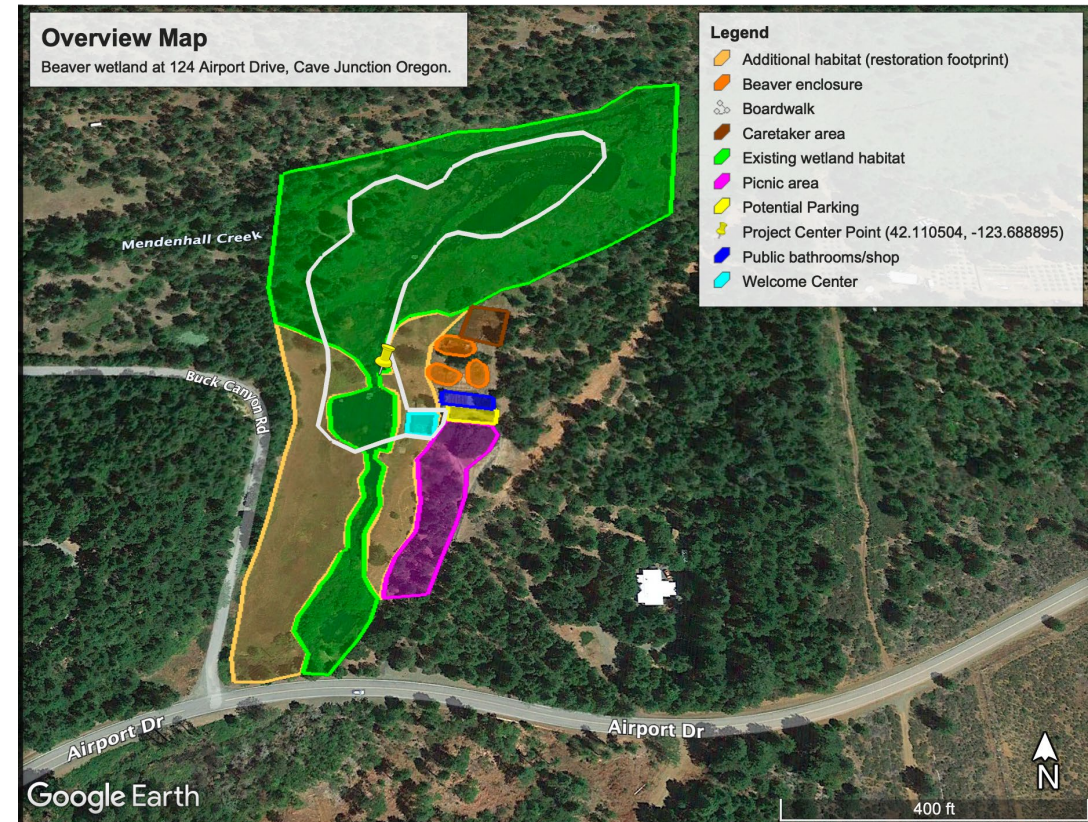 Overview Map
Beaver wetland at 124 Airport Drive, Cave Junction Oregon.
Legend
Additional habitat (restoration footprint)
Beaver enclosure
Boardwalk
Caretaker area
Existing wetland habitat
Picnic area
Potential Parking
Project Center Point (42.110504, -123.688895)
Public bathrooms/shop
Welcome Center
Mendenhall Creek
Buck Canyon Rd
Airport Dr
Airport Dr
Google Earth
N
400 ft